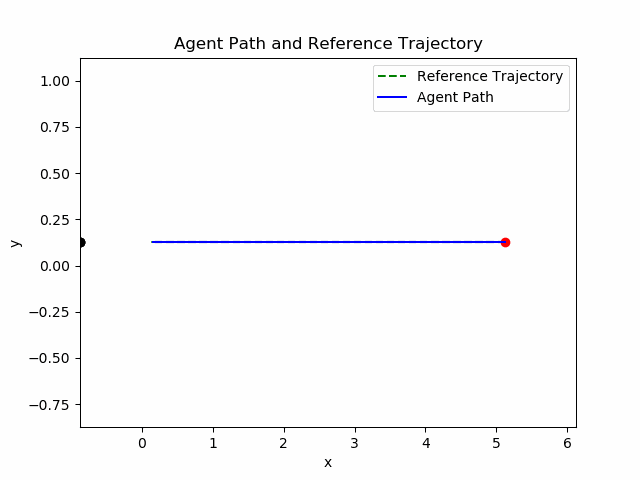 Agent Path and Reference Trajectory
Reference Trajectory
Agent Path
1.00
0.75
0.50
0.25
0.00
−0.25
−0.50
−0.75
y
0 1 2 3 4 5 6
x